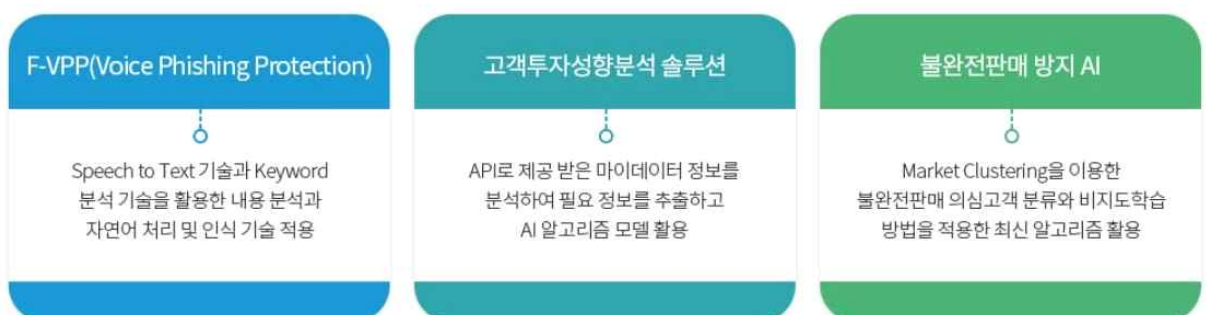 F-VPP(Voice Phishing Protection)
Speech to Text 기술과 Keyword
분석 기술을 활용한 내용 분석과
자연어 처리 및 인식 기술 적용
고객투자성향분석 솔루션
API로 제공 받은 마이데이터 정보를
분석하여 필요 정보를 추출하고
AI 알고리즘 모델 활용
불완전판매 방지 AI
Market Clustering을 이용한
불완전판매 의심고객 분류와 비지도학습
방법을 적용한 최신 알고리즘 활용